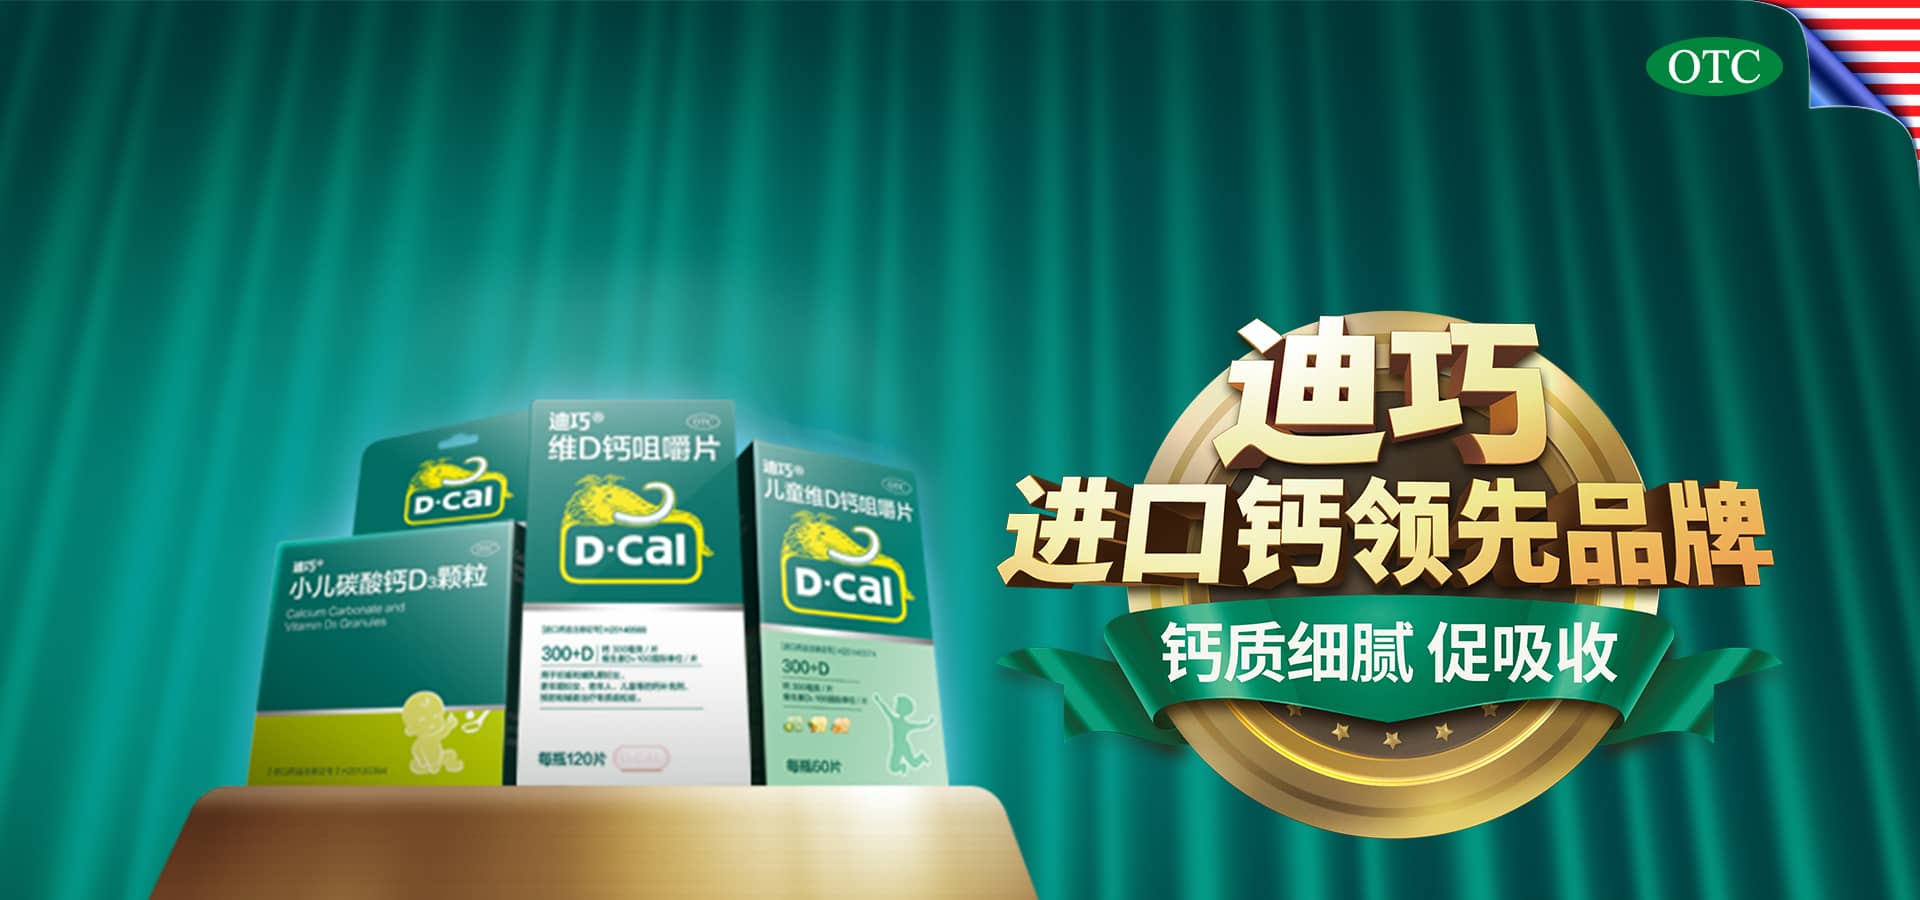 OTC
迪巧
进口钙领先品牌
钙质细腻 促吸收
D·Cal
迪巧®
小儿碳酸钙D₃颗粒
Calcium Carbonate and
Vitamin D₃ Granules
迪巧®
OTC
维D钙咀嚼片
D·Cal
300+D
每瓶120片
D·CAL
迪巧®
OTC
儿童维D钙咀嚼片
D·Cal
300+D
每瓶60片